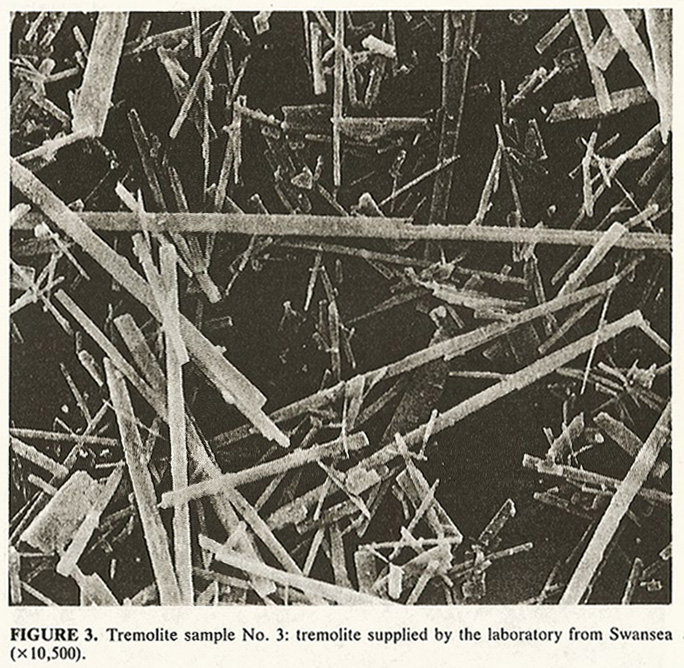 FIGURE 3. Tremolite sample No. 3: tremolite supplied by the laboratory from Swansea
(×10,500).